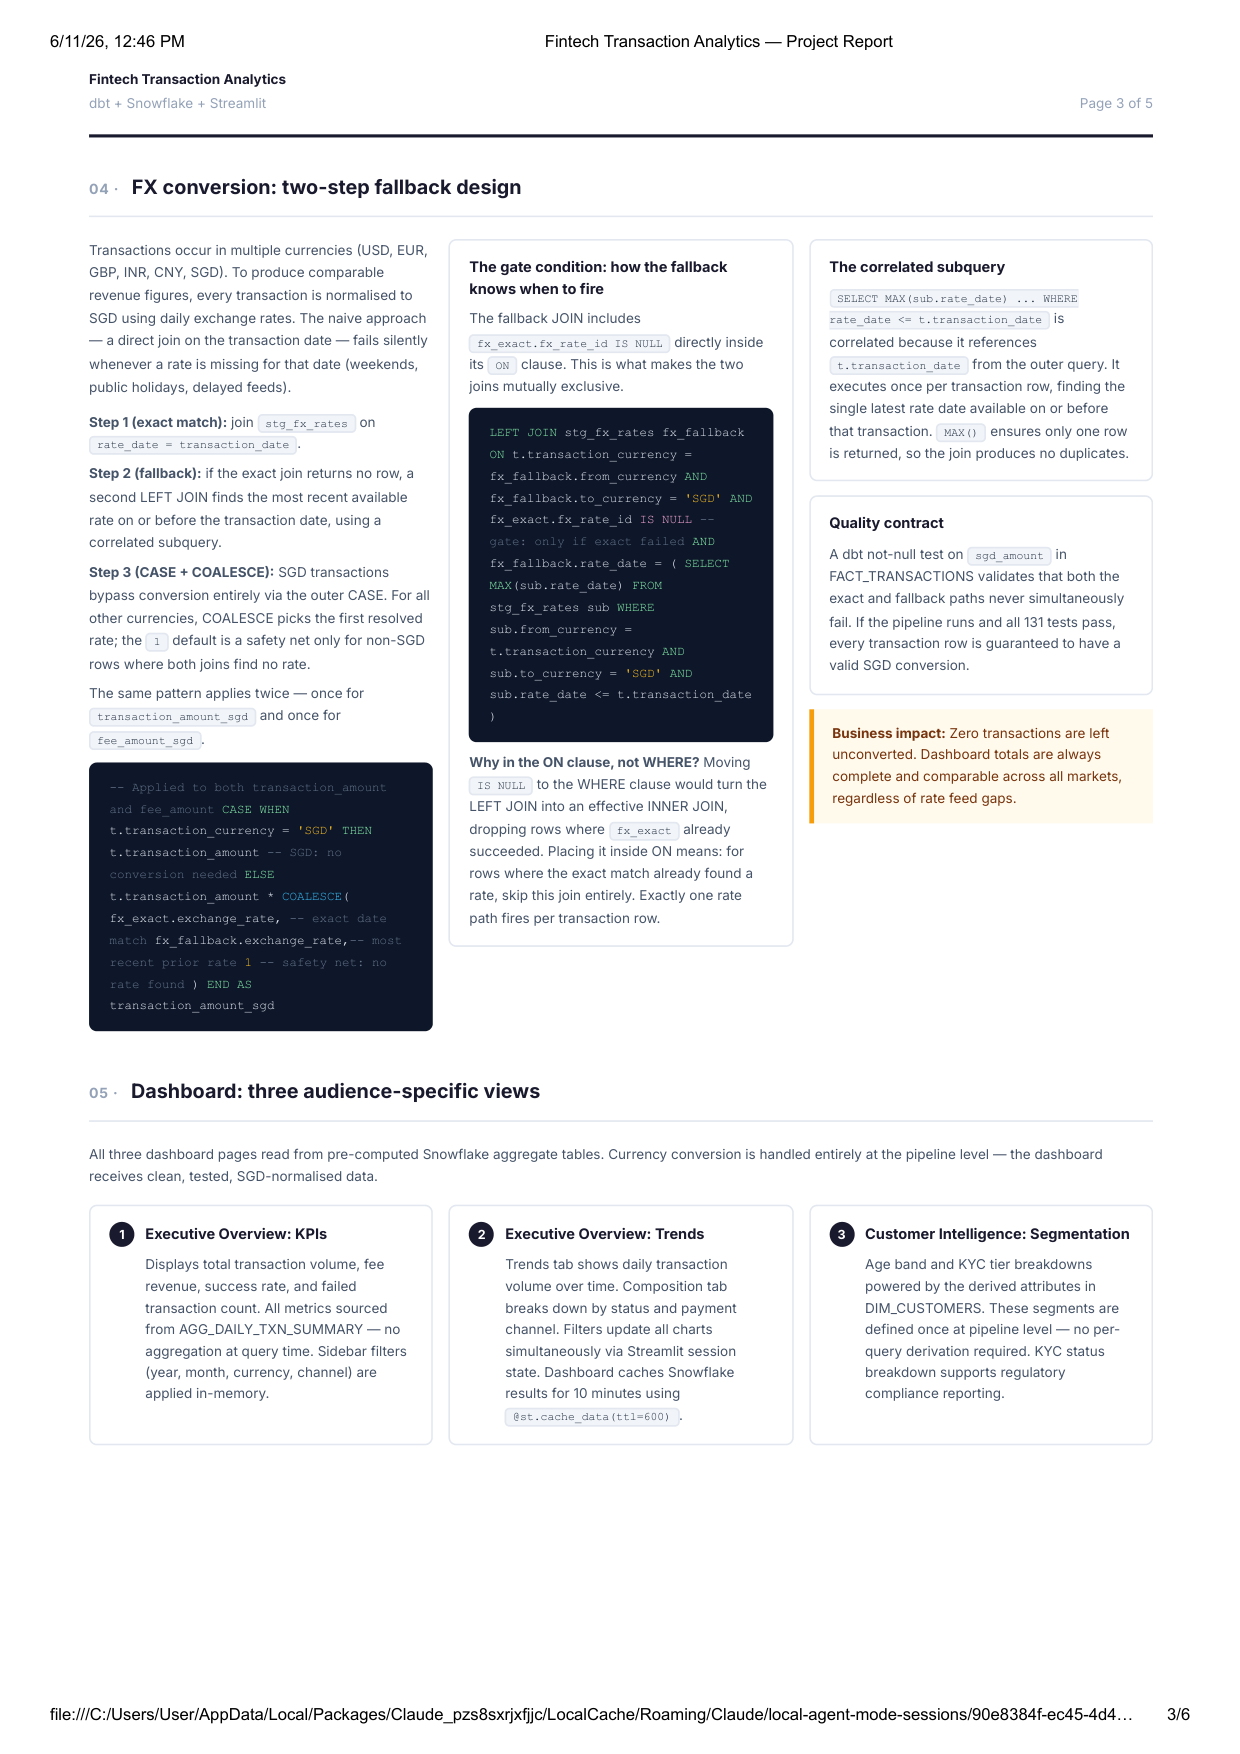 6/11/26, 12:46 PM
Fintech Transaction Analytics — Project Report
Fintech Transaction Analytics
dbt + Snowflake + Streamlit
Page 3 of 5
04 · FX conversion: two-step fallback design
Transactions occur in multiple currencies (USD, EUR,
GBP, INR, CNY, SGD). To produce comparable
revenue figures, every transaction is normalised to
SGD using daily exchange rates. The naive approach
— a direct join on the transaction date — fails silently
whenever a rate is missing for that date (weekends,
public holidays, delayed feeds).
Step 1 (exact match): join stg_fx_rates on
rate_date = transaction_date.
Step 2 (fallback): if the exact join returns no row, a
second LEFT JOIN finds the most recent available
rate on or before the transaction date, using a
correlated subquery.
Step 3 (CASE + COALESCE): SGD transactions
bypass conversion entirely via the outer CASE. For all
other currencies, COALESCE picks the first resolved
rate; the 1 default is a safety net only for non-SGD
rows where both joins find no rate.
The same pattern applies twice — once for
transaction_amount_sgd and once for
fee_amount_sgd.
-- Applied to both transaction_amount
and fee_amount CASE WHEN
t.transaction_currency = 'SGD' THEN
t.transaction_amount -- SGD: no
conversion needed ELSE
t.transaction_amount * COALESCE(
fx_exact.exchange_rate, -- exact date
match fx_fallback.exchange_rate,-- most
recent prior rate 1 -- safety net: no
rate found ) END AS
transaction_amount_sgd
The gate condition: how the fallback
knows when to fire
The fallback JOIN includes
fx_exact.fx_rate_id IS NULL directly inside
its ON clause. This is what makes the two
joins mutually exclusive.
LEFT JOIN stg_fx_rates fx_fallback
ON t.transaction_currency =
fx_fallback.from_currency AND
fx_fallback.to_currency = 'SGD' AND
fx_exact.fx_rate_id IS NULL --
gate: only if exact failed AND
fx_fallback.rate_date = ( SELECT
MAX(sub.rate_date) FROM
stg_fx_rates sub WHERE
sub.from_currency =
t.transaction_currency AND
sub.to_currency = 'SGD' AND
sub.rate_date <= t.transaction_date
)
Why in the ON clause, not WHERE? Moving
IS NULL to the WHERE clause would turn the
LEFT JOIN into an effective INNER JOIN,
dropping rows where fx_exact already
succeeded. Placing it inside ON means: for
rows where the exact match already found a
rate, skip this join entirely. Exactly one rate
path fires per transaction row.
The correlated subquery
SELECT MAX(sub.rate_date) ... WHERE
rate_date <= t.transaction_date is
correlated because it references
t.transaction_date from the outer query. It
executes once per transaction row, finding the
single latest rate date available on or before
that transaction. MAX() ensures only one row
is returned, so the join produces no duplicates.
Quality contract
A dbt not-null test on sgd_amount in
FACT_TRANSACTIONS validates that both the
exact and fallback paths never simultaneously
fail. If the pipeline runs and all 131 tests pass,
every transaction row is guaranteed to have a
valid SGD conversion.
Business impact: Zero transactions are left
unconverted. Dashboard totals are always
complete and comparable across all markets,
regardless of rate feed gaps.
05 · Dashboard: three audience-specific views
All three dashboard pages read from pre-computed Snowflake aggregate tables. Currency conversion is handled entirely at the pipeline level — the dashboard
receives clean, tested, SGD-normalised data.
1 Executive Overview: KPIs
Displays total transaction volume, fee
revenue, success rate, and failed
transaction count. All metrics sourced
from AGG_DAILY_TXN_SUMMARY — no
aggregation at query time. Sidebar filters
(year, month, currency, channel) are
applied in-memory.
2 Executive Overview: Trends
Trends tab shows daily transaction
volume over time. Composition tab
breaks down by status and payment
channel. Filters update all charts
simultaneously via Streamlit session
state. Dashboard caches Snowflake
results for 10 minutes using
@st.cache_data(ttl=600).
3 Customer Intelligence: Segmentation
Age band and KYC tier breakdowns
powered by the derived attributes in
DIM_CUSTOMERS. These segments are
defined once at pipeline level — no per-
query derivation required. KYC status
breakdown supports regulatory
compliance reporting.
file:///C:/Users/User/AppData/Local/Packages/Claude_pzs8sxrjxfjjc/LocalCache/Roaming/Claude/local-agent-mode-sessions/90e8384f-ec45-4d4…
3/6